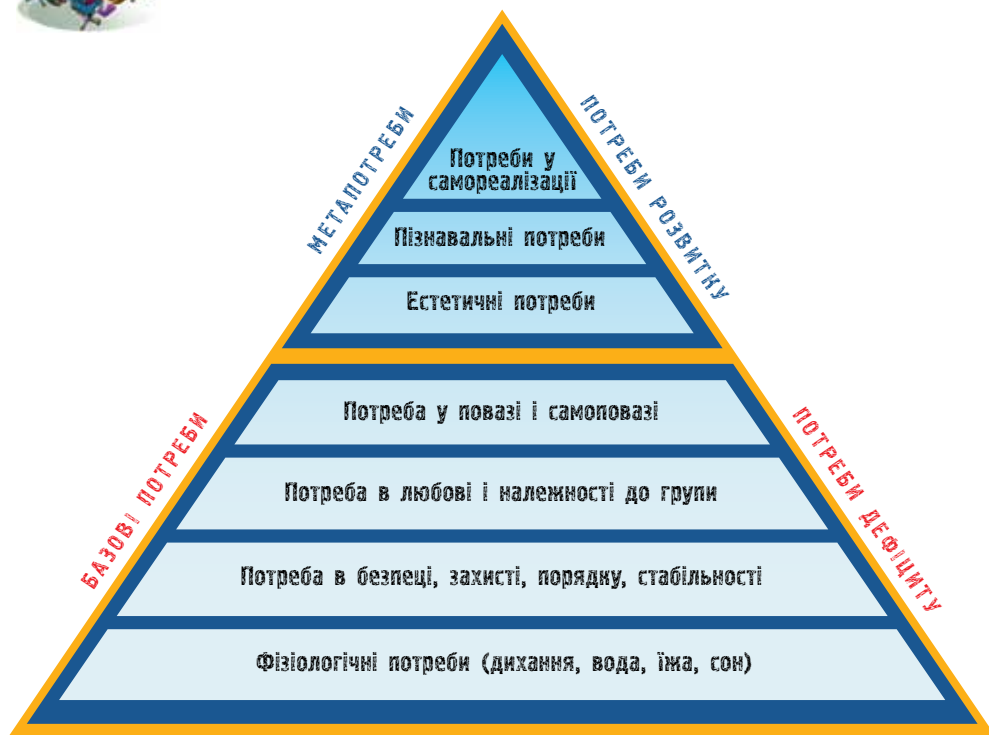 МЕТАПОТРЕБИ
ПОТРЕБИ РОЗВИТКУ
Потреби у
самореалізації
Пізнавальні потреби
Естетичні потреби
БАЗОВІ ПОТРЕБИ
ПОТРЕБИ ДЕФІЦИТУ
Потреба у повазі і самоповазі
Потреба в любові і належності до групи
Потреба в безпеці, захисті, порядку, стабільності
Фізіологічні потреби (дихання, вода, їжа, сон)